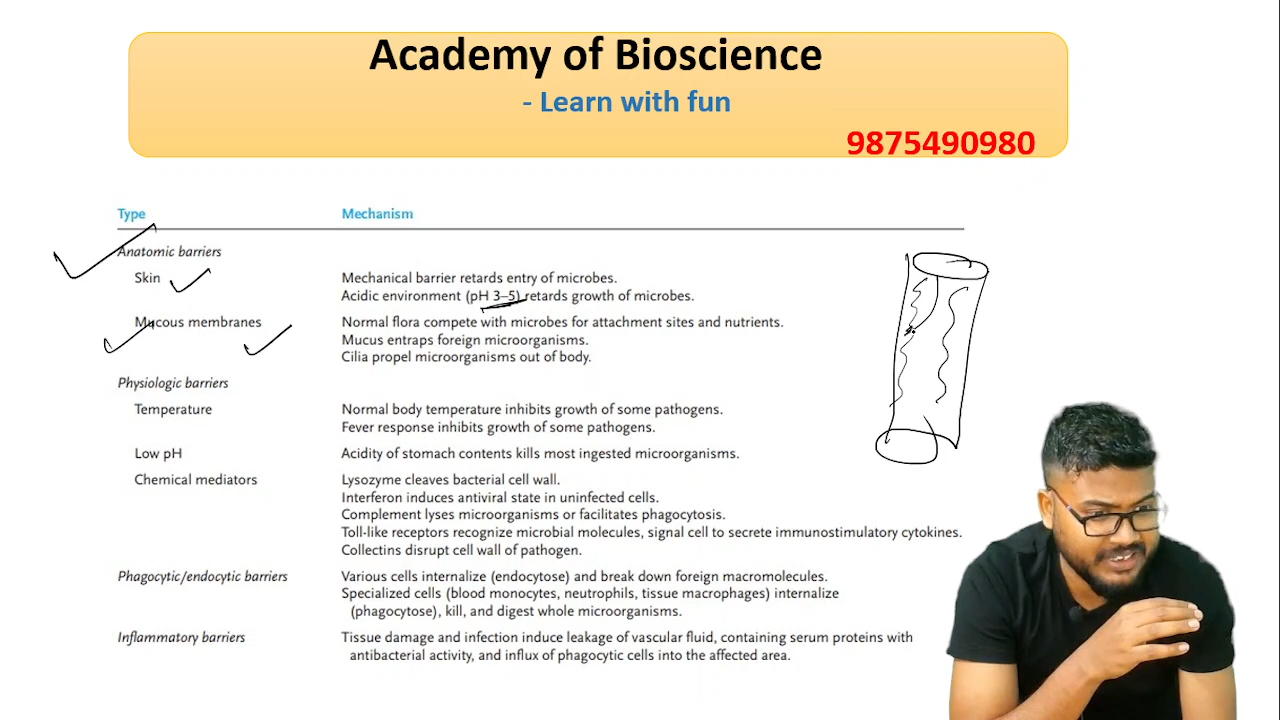 Academy of Bioscience
- Learn with fun
9875490980
Type Mechanism
Anatomic barriers
Skin Mechanical barrier retards entry of microbes.
Acidic environment (pH 3–5) retards growth of microbes.
Mucous membranes Normal flora compete with microbes for attachment sites and nutrients.
Mucus entraps foreign microorganisms.
Cilia propel microorganisms out of body.
Physiologic barriers
Temperature Normal body temperature inhibits growth of some pathogens.
Fever response inhibits growth of some pathogens.
Low pH Acidity of stomach contents kills most ingested microorganisms.
Chemical mediators Lysozyme cleaves bacterial cell wall.
Interferon induces antiviral state in uninfected cells.
Complement lyses microorganisms or facilitates phagocytosis.
Toll-like receptors recognize microbial molecules, signal cell to secrete immunostimulatory cytokines.
Collectins disrupt cell wall of pathogen.
Phagocytic/endocytic barriers Various cells internalize (endocytose) and break down foreign macromolecules.
Specialized cells (blood monocytes, neutrophils, tissue macrophages) internalize
(phagocytose), kill, and digest whole microorganisms.
Inflammatory barriers Tissue damage and infection induce leakage of vascular fluid, containing serum proteins with
antibacterial activity, and influx of phagocytic cells into the affected area.